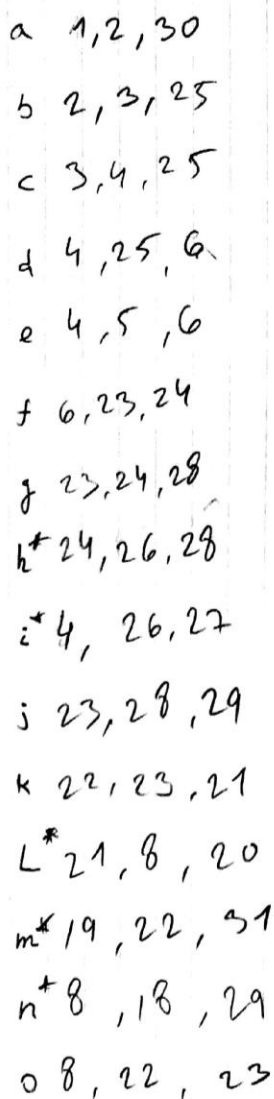 a 1,2,30
b 2,3,25
c 3,4,25
d 4,25,6
e 4,5,6
f 6,23,24
g 23,24,28
h* 24,26,28
i* 4, 26,27
j 23,28,29
k 22,23,21
L* 21,8,20
m* 19,22,31
n* 8,18,29
o 8,22,23